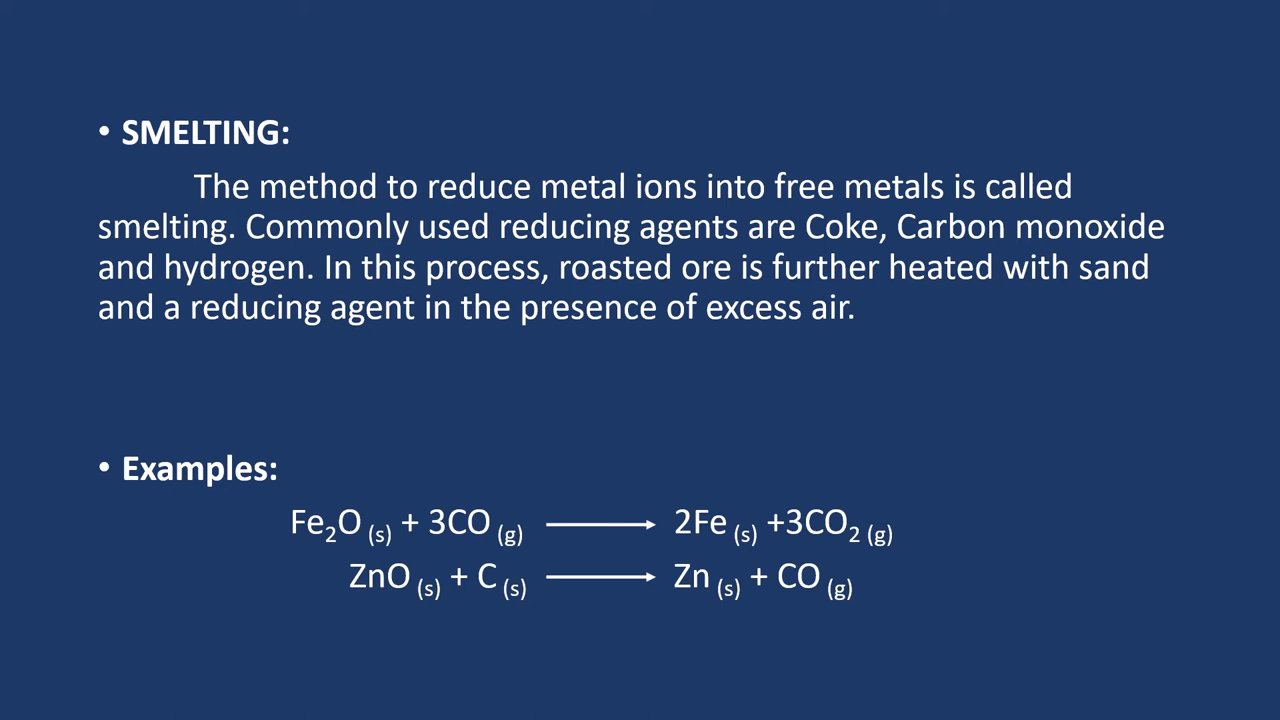 • SMELTING:
The method to reduce metal ions into free metals is called
smelting. Commonly used reducing agents are Coke, Carbon monoxide
and hydrogen. In this process, roasted ore is further heated with sand
and a reducing agent in the presence of excess air.
• Examples:
Fe₂O (s) + 3CO (g) ⟶ 2Fe (s) +3CO₂ (g)
ZnO (s) + C (s) ⟶ Zn (s) + CO (g)